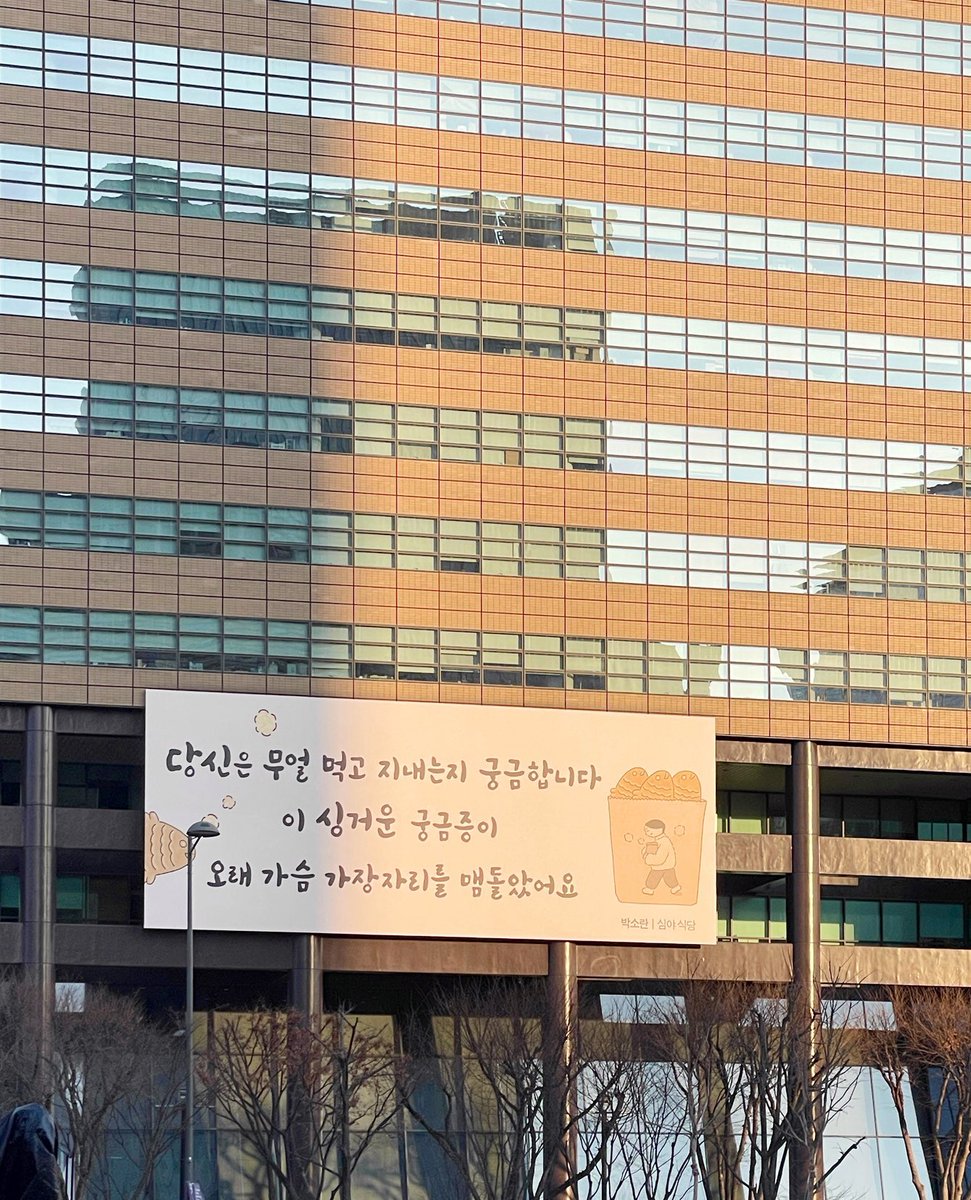 당신은 무얼 먹고 지내는지 궁금합니다
이 싱거운 궁금증이
오래 가슴 가장자리를 맴돌았어요
박소란 | 심야 식당